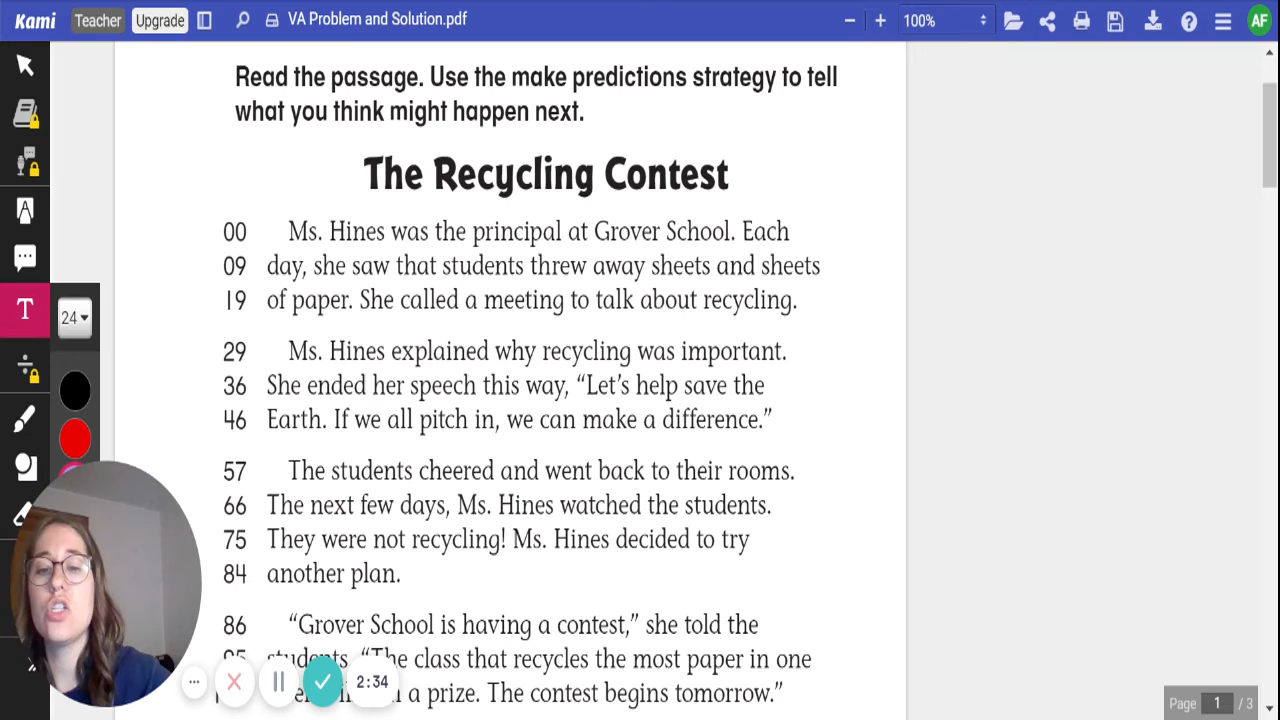 Kami Teacher Upgrade VA Problem and Solution.pdf 100% AF
Read the passage. Use the make predictions strategy to tell
what you think might happen next.
The Recycling Contest
00 Ms. Hines was the principal at Grover School. Each
09 day, she saw that students threw away sheets and sheets
19 of paper. She called a meeting to talk about recycling.
29 Ms. Hines explained why recycling was important.
36 She ended her speech this way, “Let’s help save the
46 Earth. If we all pitch in, we can make a difference.”
57 The students cheered and went back to their rooms.
66 The next few days, Ms. Hines watched the students.
75 They were not recycling! Ms. Hines decided to try
84 another plan.
86 “Grover School is having a contest,” she told the
95 students. “The class that recycles the most paper in one
a prize. The contest begins tomorrow.”
T
24
2:34
Page 1 / 3